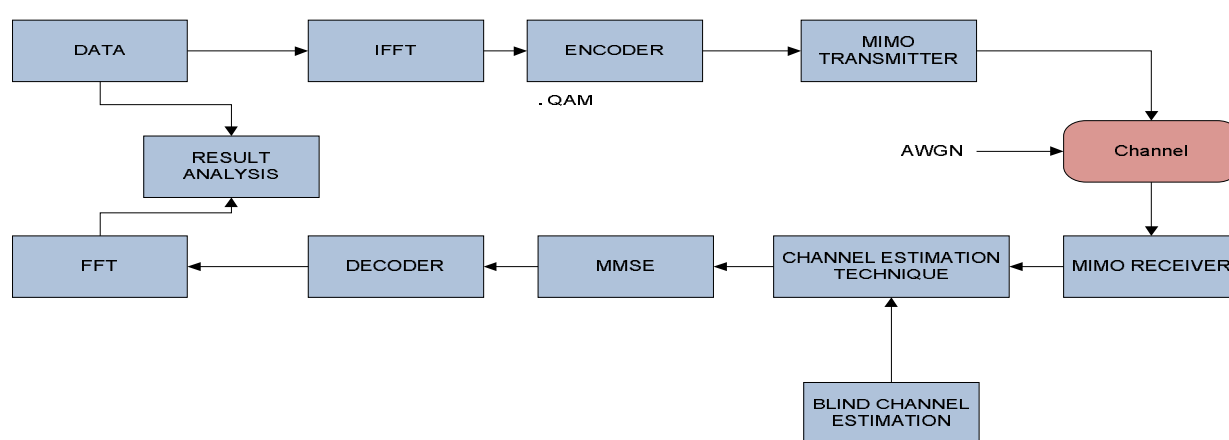 DATA
IFFT
ENCODER
MIMO
TRANSMITTER
. QAM
RESULT
ANALYSIS
AWGN
Channel
FFT
DECODER
MMSE
CHANNEL ESTIMATION
TECHNIQUE
MIMO RECEIVER
BLIND CHANNEL
ESTIMATION